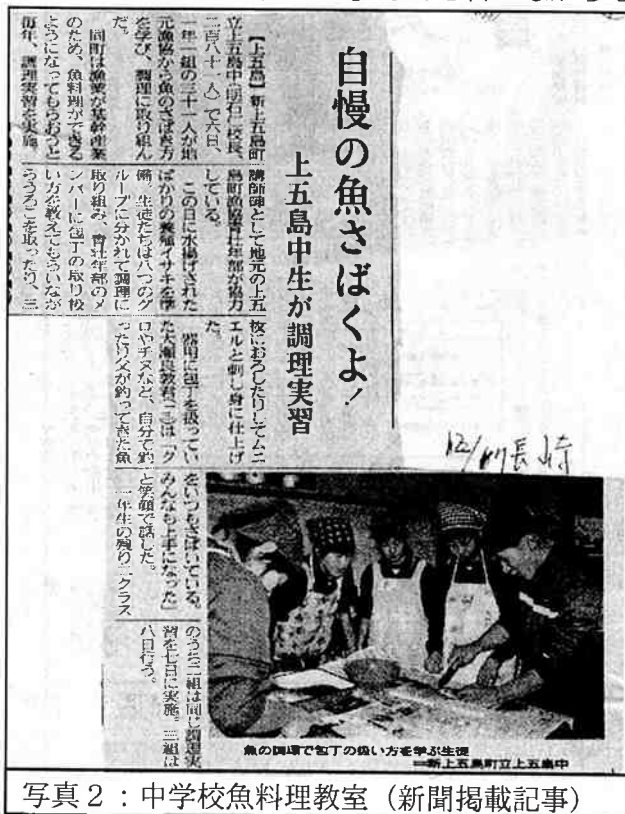 自慢の魚さばくよ！
上五島中生が調理実習
【上五島】新上五島町
立上五島中（明石一校長、
二百八十一人）で六日、
一年一組の三十一人が地
元漁協から魚のさばき方
を学び、調理に取り組ん
だ。
同町は漁業が基幹産業
のため、魚料理ができる
ようになってもらおうと
毎年、調理実習を実施。
講師陣として地元の上五
島町漁協青壮年部が協力
している。
この日に水揚げされた
ばかりの養殖イサキを準
備。生徒たちは八つのグ
ループに分かれて調理に
取り組み、青壮年部のメ
ンバーに包丁の取り扱
い方を教えてもらいなが
らうろこを取ったり、三
枚におろしたりしてムニ
エルと刺し身に仕上げ
た。
器用に包丁を扱ってい
た大瀬良君は「ク
ロやチヌなど、自分で釣
ったり父が釣ってきた魚
をいつもさばいている。
みんなも上手になった」
と笑顔で話した。
一年生の残り二クラス
のうち二組は同じ調理実
習を七日に実施。三組は
八日行う。
長崎
魚の調理で包丁の扱い方を学ぶ生徒
＝新上五島町立上五島中
写真２：中学校魚料理教室（新聞掲載記事）